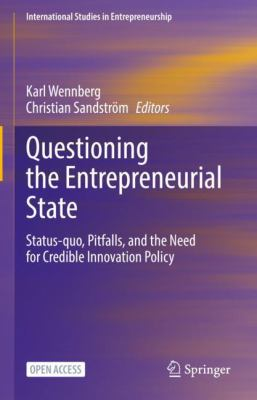 International Studies in Entrepreneurship
Karl Wennberg
Christian Sandström Editors
Questioning
the Entrepreneurial
State
Status-quo, Pitfalls, and the Need
for Credible Innovation Policy
OPEN ACCESS
Springer